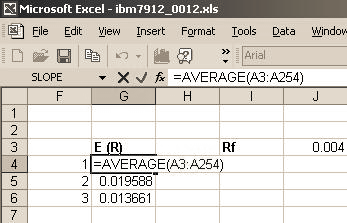 Microsoft Excel - ibm7912_0012.xls
File Edit View Insert Format Tools Data
Arial
SLOPE =AVERAGE(A3:A254)
F G H I J
1
2
3 E (R) Rf 0.004
4 1 =AVERAGE(A3:A254)
5 2 0.019588
6 3 0.013661
7